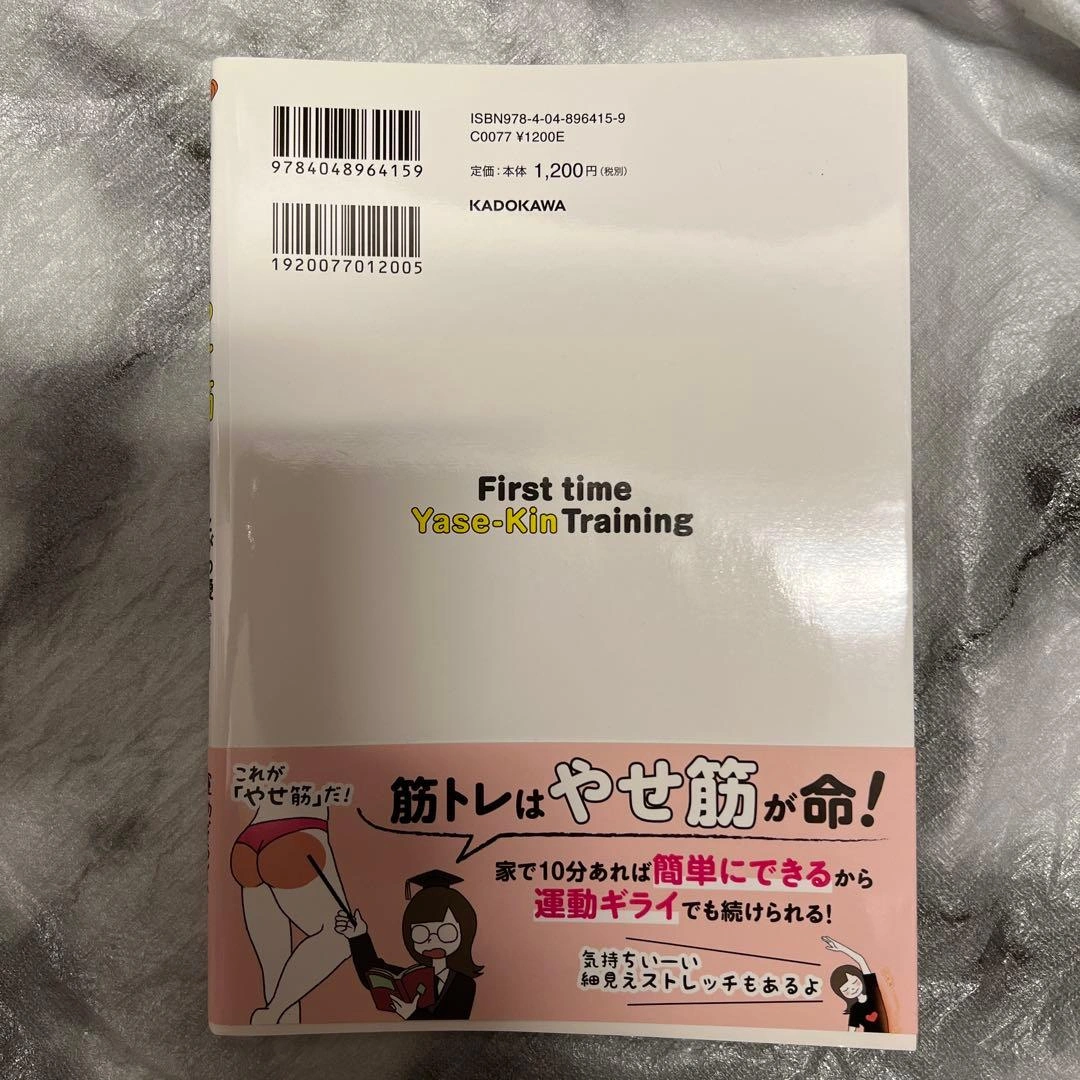 ISBN978-4-04-896415-9
C0077 ¥1200E
9784048964159
定価:本体 1,200円(税別)
KADOKAWA
1920077012005
First time
Yase-Kin Training
これが
「やせ筋」だ!
筋トレはやせ筋が命!
家で10分あれば簡単にできるから
運動ギライでも続けられる!
気持ちいーい
細見えストレッチもあるよ